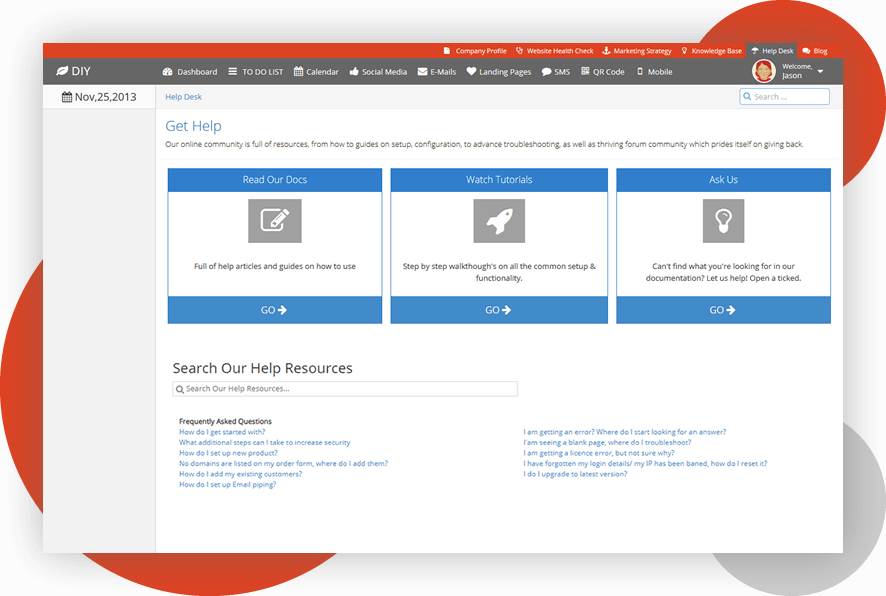 Company Profile Website Health Check Marketing Strategy Knowledge Base Help Desk Blog
DIY Dashboard TO DO LIST Calendar Social Media E-Mails Landing Pages SMS QR Code Mobile Welcome, Jason
Nov,25,2013 Help Desk Search ...
Get Help
Our online community is full of resources, from how to guides on setup, configuration, to advance troubleshooting, as well as thriving forum community which prides itself on giving back.
Read Our Docs
Full of help articles and guides on how to use
GO
Watch Tutorials
Step by step walkthough's on all the common setup &
functionality.
GO
Ask Us
Can't find what you're looking for in our
documentation? Let us help! Open a ticked.
GO
Search Our Help Resources
Search Our Help Resources...
Frequently Asked Questions
How do I get started with?
What additional steps can I take to increase security
How do I set up new product?
No domains are listed on my order form, where do I add them?
How do I add my existing customers?
How do I set up Email piping?
I am getting an error? Where do I start looking for an answer?
I'am seeing a blank page, where do I troubleshoot?
I am getting a licence error, but not sure why?
I have forgotten my login details/ my IP has been baned, how do I reset it?
I do I upgrade to latest version?